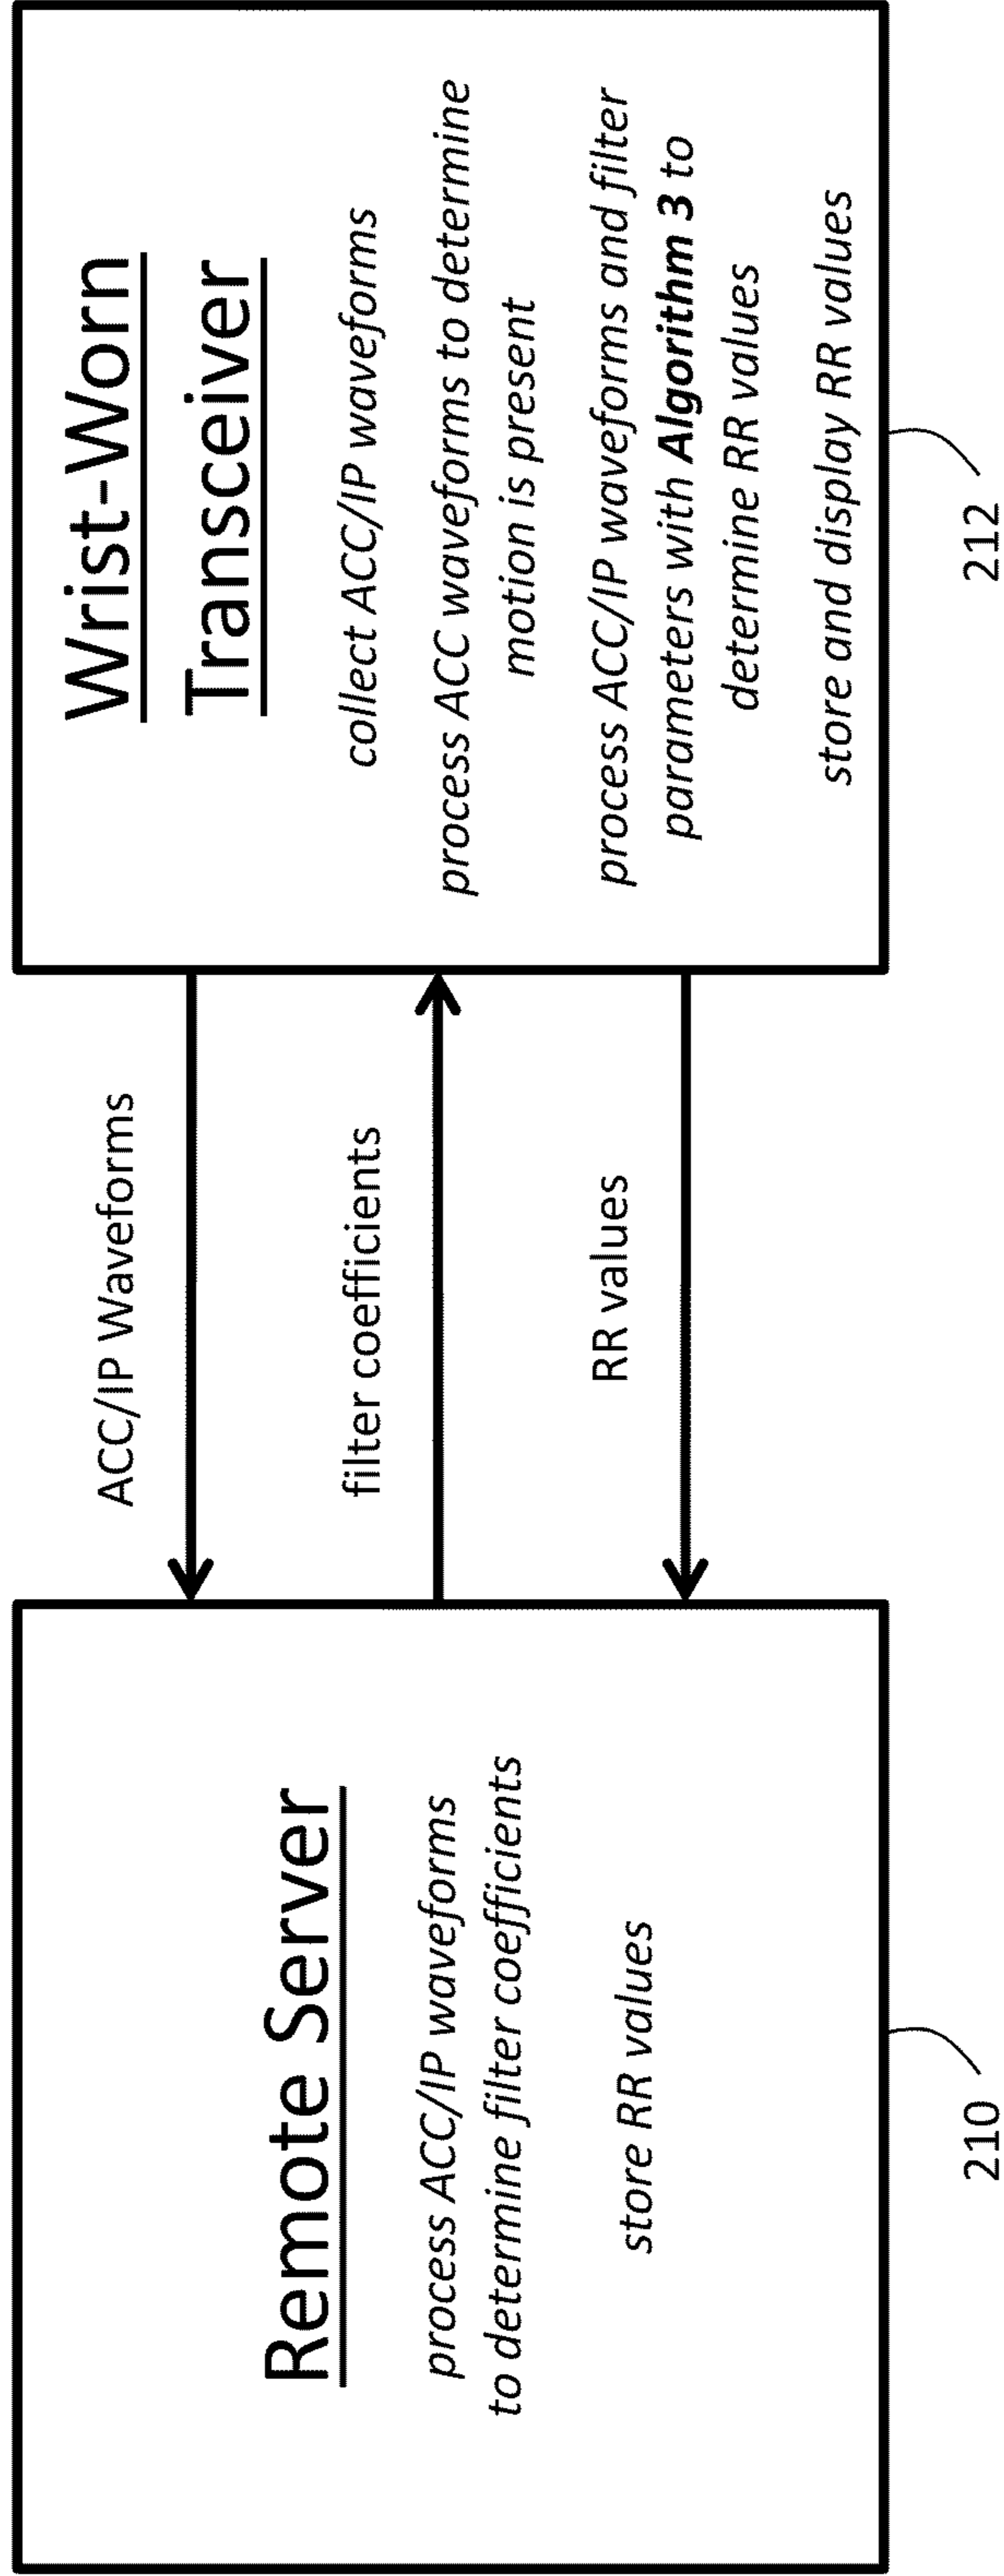 Remote Server
process ACC/IP waveforms
to determine filter coefficients
store RR values
210
ACC/IP Waveforms
filter coefficients
RR values
Wrist-Worn
Transceiver
collect ACC/IP waveforms
process ACC waveforms to determine
motion is present
process ACC/IP waveforms and filter
parameters with Algorithm 3 to
determine RR values
store and display RR values
212